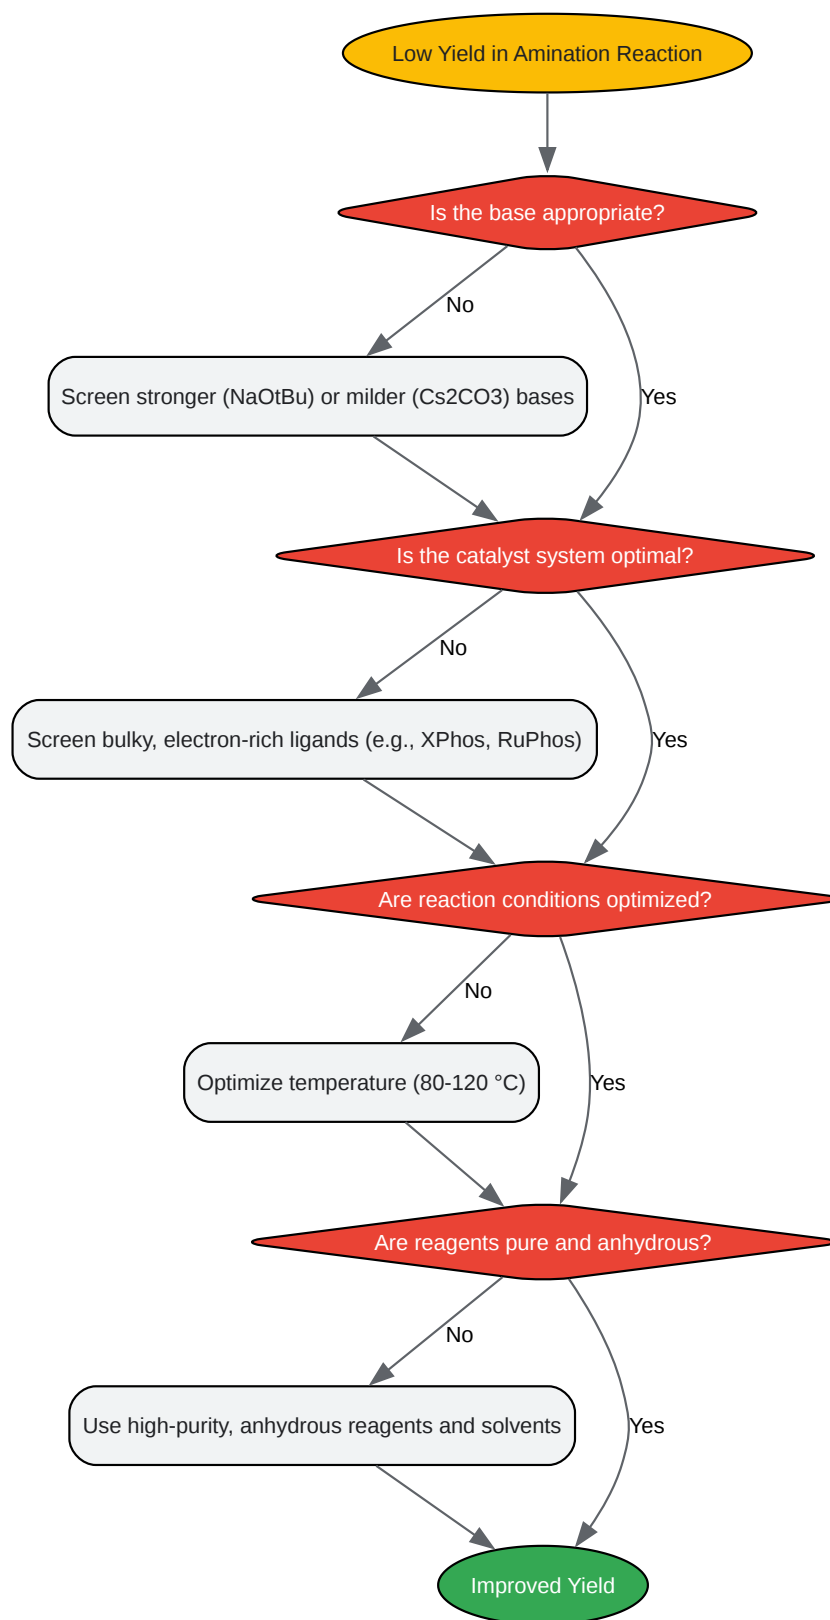 Low Yield in Amination Reaction
Is the base appropriate?
No
Screen stronger (NaOtBu) or milder (Cs2CO3) bases
Yes
Is the catalyst system optimal?
No
Screen bulky, electron-rich ligands (e.g., XPhos, RuPhos)
Yes
Are reaction conditions optimized?
No
Optimize temperature (80-120 °C)
Yes
Are reagents pure and anhydrous?
No
Use high-purity, anhydrous reagents and solvents
Yes
Improved Yield